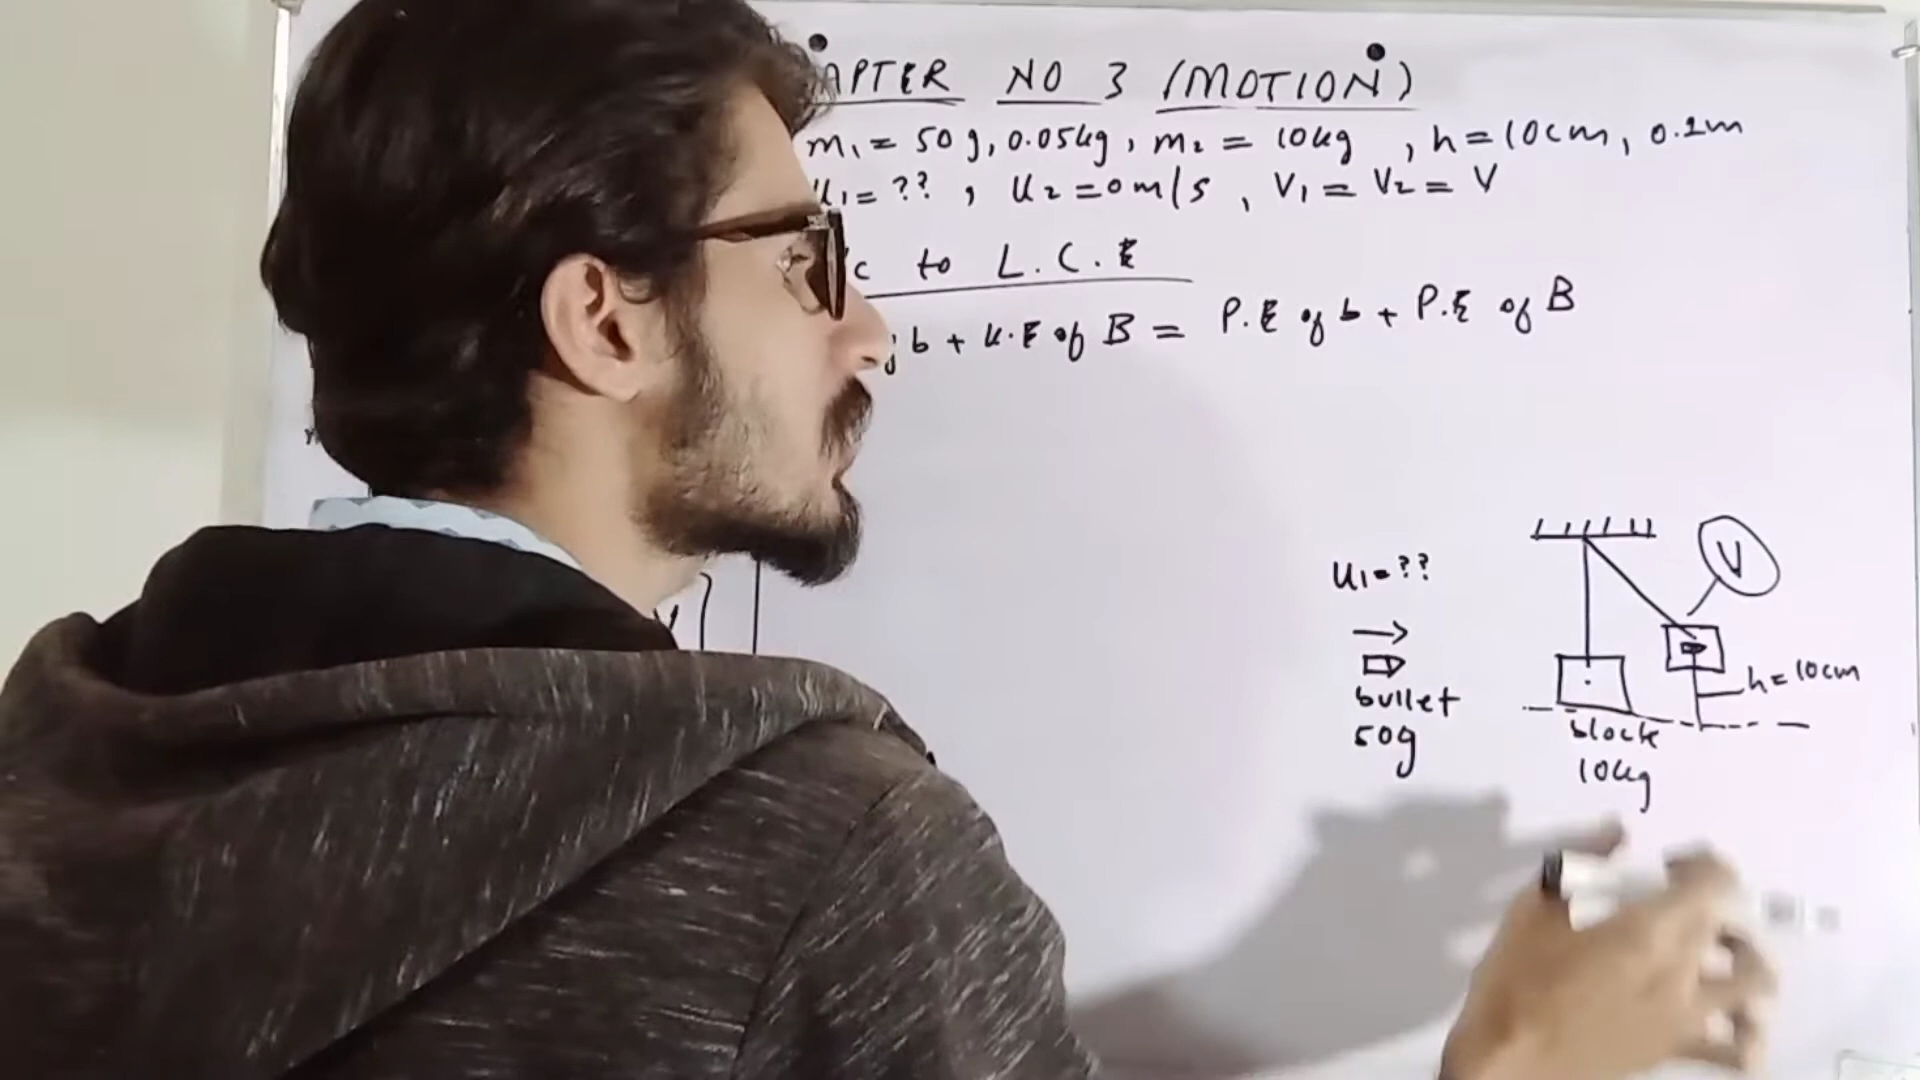 APTER NO 3 (MOTION)
m₁ = 50g, 0.05kg, m₂ = 10kg, h = 10cm, 0.1m
u₁ = ??, u₂ = 0m/s, V₁ = V₂ = V
c to L.C.E
b + K.E of B = P.E of b + P.E of B
u₁ = ??
V
h = 10cm
bullet
50g
block
10kg